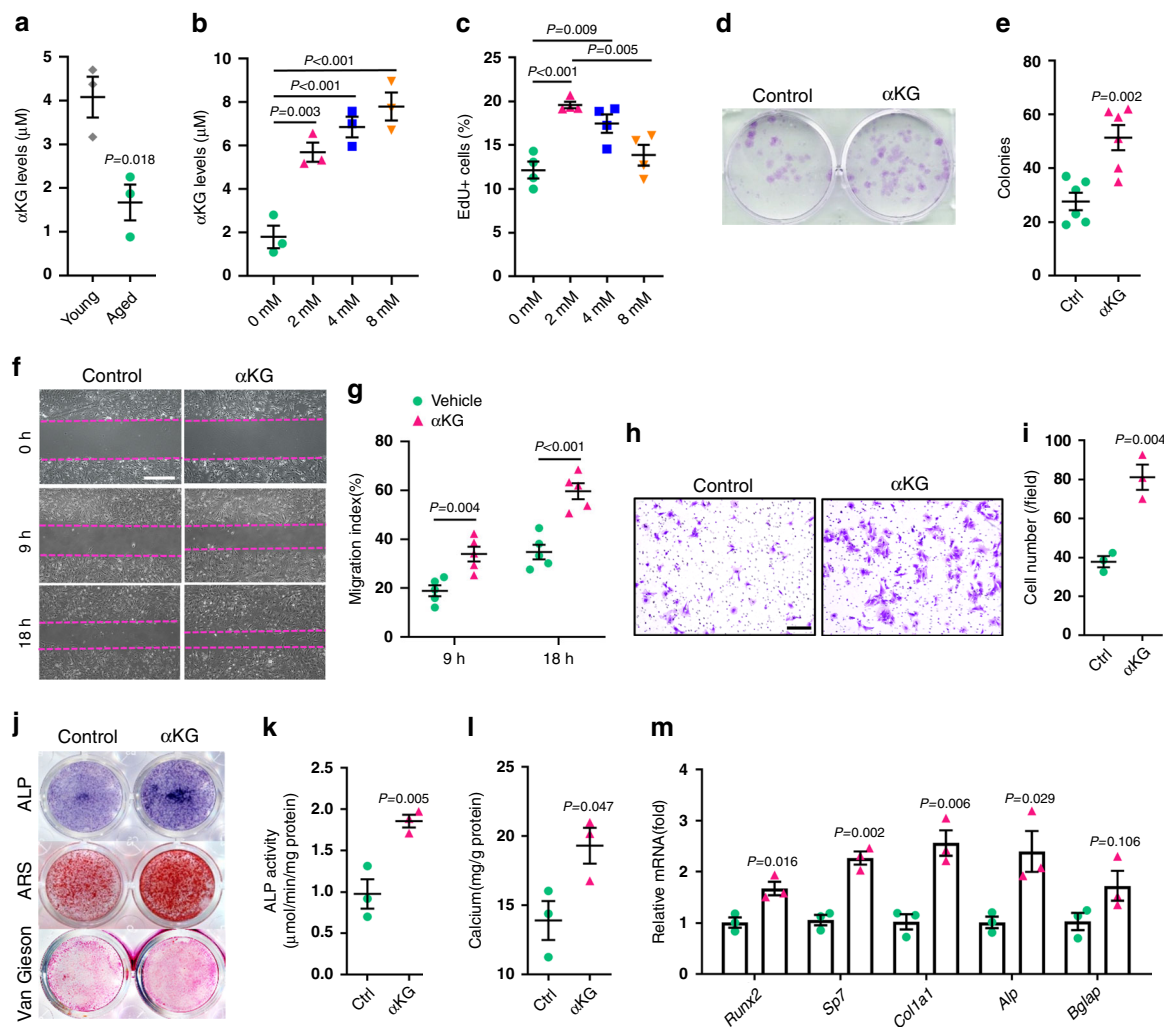 a
αKG levels (μM)
5
4
3
2
1
0
P=0.018
Young
Aged
b
αKG levels (μM)
10
8
6
4
2
0
P<0.001
P<0.001
P=0.003
0 mM
2 mM
4 mM
8 mM
c
EdU+ cells (%)
25
20
15
10
5
0
P=0.009
P=0.005
P<0.001
0 mM
2 mM
4 mM
8 mM
d
Control
αKG
e
Colonies
80
60
40
20
0
P=0.002
Ctrl
αKG
f
Control
αKG
0 h
9 h
18h
g
Vehicle
αKG
Migration index(%)
80
60
40
20
0
P=0.004
P<0.001
9 h
18 h
h
Control
αKG
i
Cell number (/field)
100
80
60
40
20
0
P=0.004
Ctrl
αKG
j
Control
αKG
ALP
ARS
Van Gieson
k
ALP activity
(μmol/min/mg protein)
2.5
2.0
1.5
1.0
0.5
0.0
P=0.005
Ctrl
αKG
l
Calcium(mg/g protein)
25
20
15
10
P=0.047
Ctrl
αKG
m
Relative mRNA(fold)
4
3
2
1
0
P=0.016
P=0.002
P=0.006
P=0.029
P=0.106
Runx2
Sp7
Col1a1
Alp
Bglap